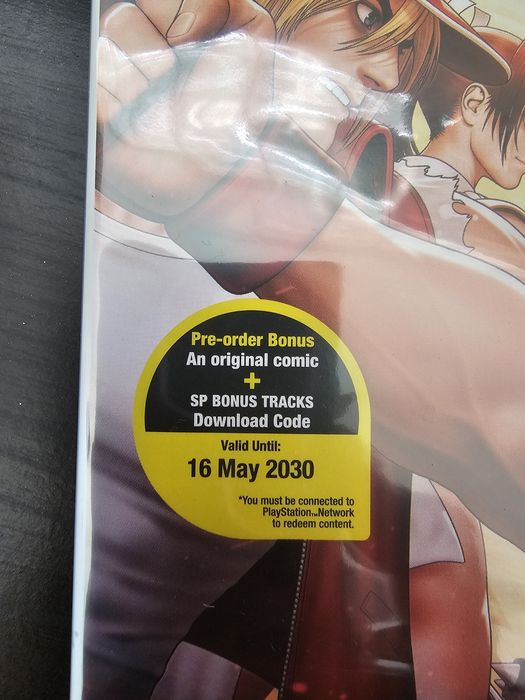 Pre-order Bonus
An original comic
+
SP BONUS TRACKS
Download Code
Valid Until:
16 May 2030
*You must be connected to
PlayStation™Network
to redeem content.